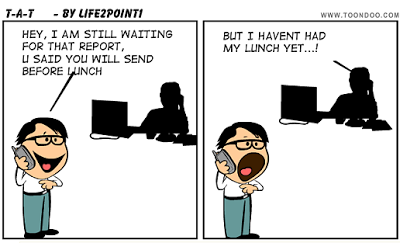 T-A-T - BY LIFE2POINT1
WWW.TOONDOO.COM
HEY, I AM STILL WAITING
FOR THAT REPORT,
U SAID YOU WILL SEND
BEFORE LUNCH
BUT I HAVENT HAD
MY LUNCH YET...!